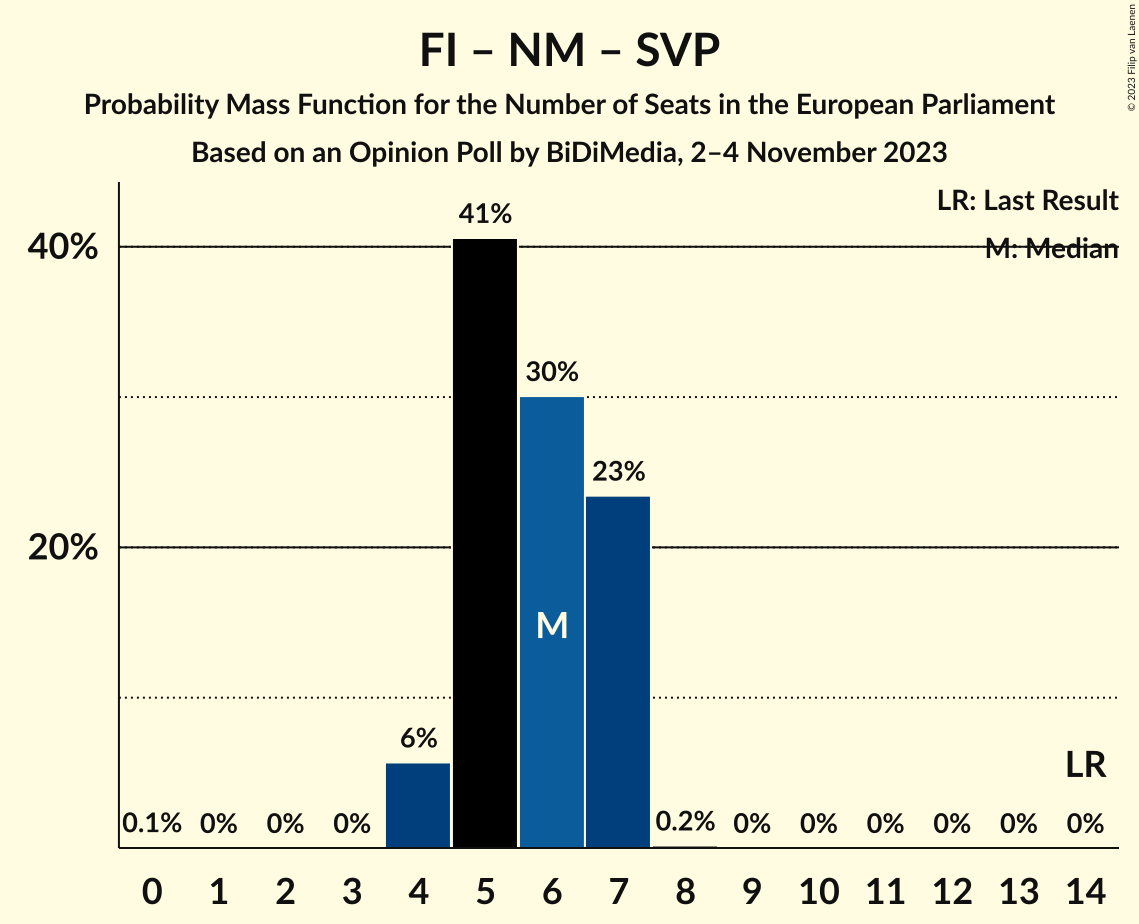 FI – NM – SVP
Probability Mass Function for the Number of Seats in the European Parliament
Based on an Opinion Poll by BiDiMedia, 2–4 November 2023
© 2023 Filip van Laenen
LR: Last Result
M: Median
40%
20%
41%
30%
23%
6%
0.1% 0% 0% 0% 0.2% 0% 0% 0% 0% 0% 0%
M
LR
0 1 2 3 4 5 6 7 8 9 10 11 12 13 14